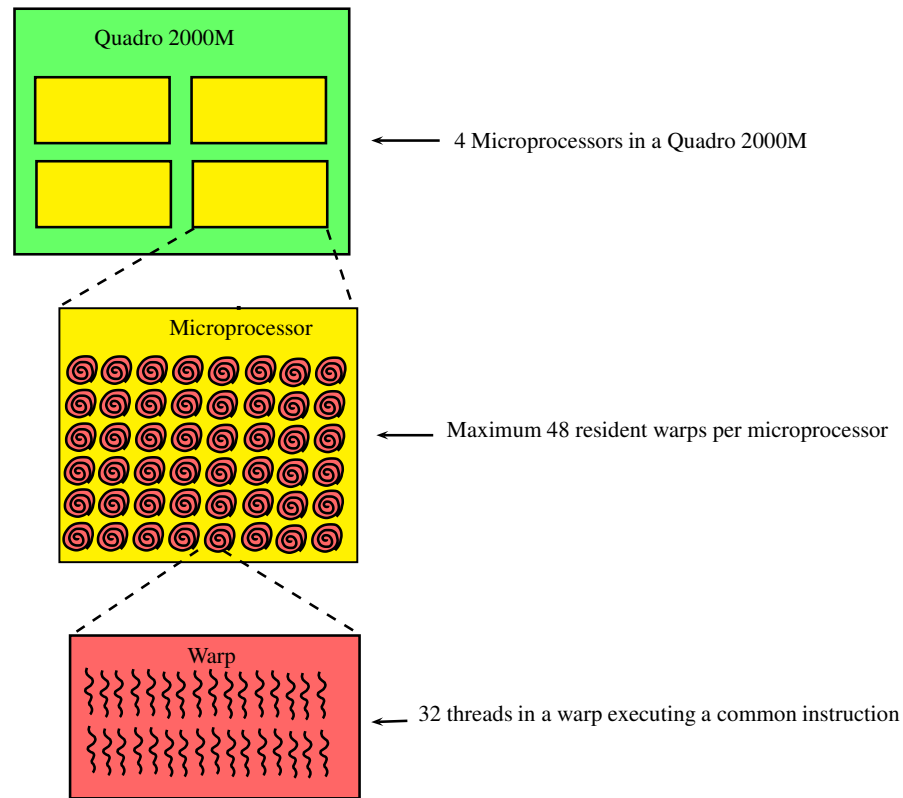 Quadro 2000M
4 Microprocessors in a Quadro 2000M
Microprocessor
Maximum 48 resident warps per microprocessor
Warp
32 threads in a warp executing a common instruction